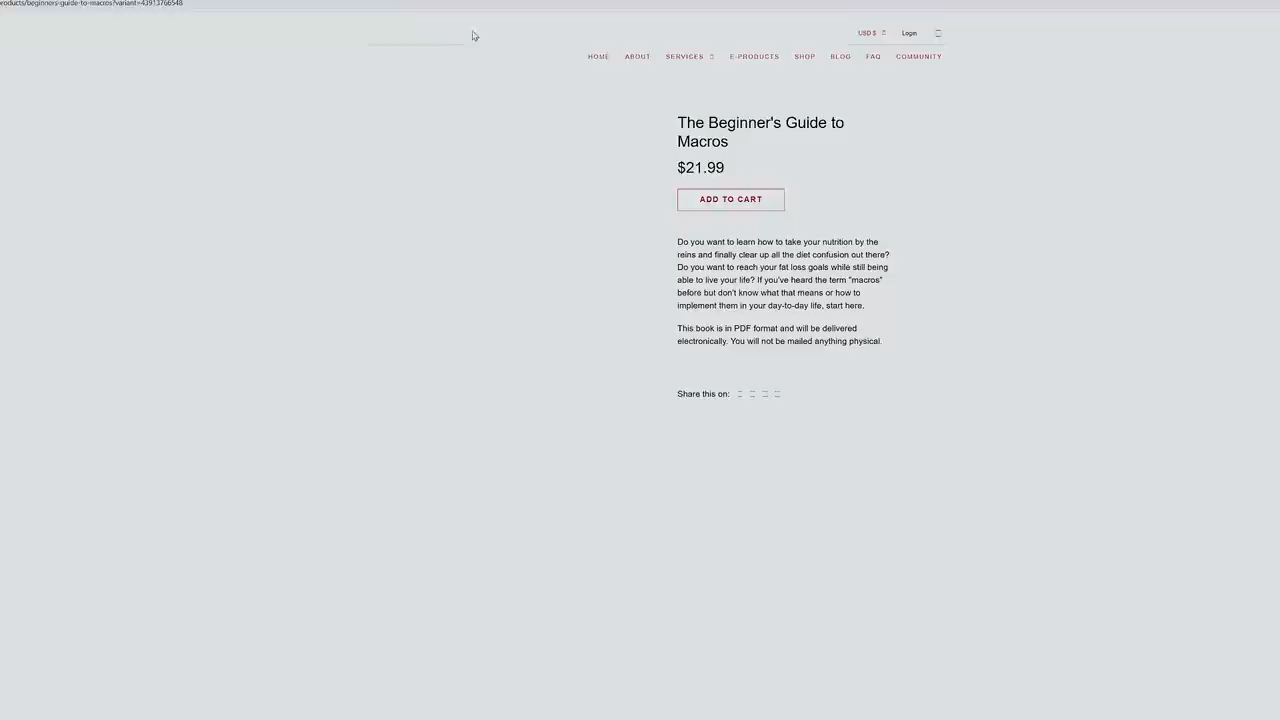 roducts/beginners-guide-to-macros?variant=43913766548
USD $
Login
HOME ABOUT SERVICES E-PRODUCTS SHOP BLOG FAQ COMMUNITY
The Beginner's Guide to
Macros
$21.99
ADD TO CART
Do you want to learn how to take your nutrition by the
reins and finally clear up all the diet confusion out there?
Do you want to reach your fat loss goals while still being
able to live your life? If you've heard the term "macros"
before but don't know what that means or how to
implement them in your day-to-day life, start here.
This book is in PDF format and will be delivered
electronically. You will not be mailed anything physical.
Share this on: